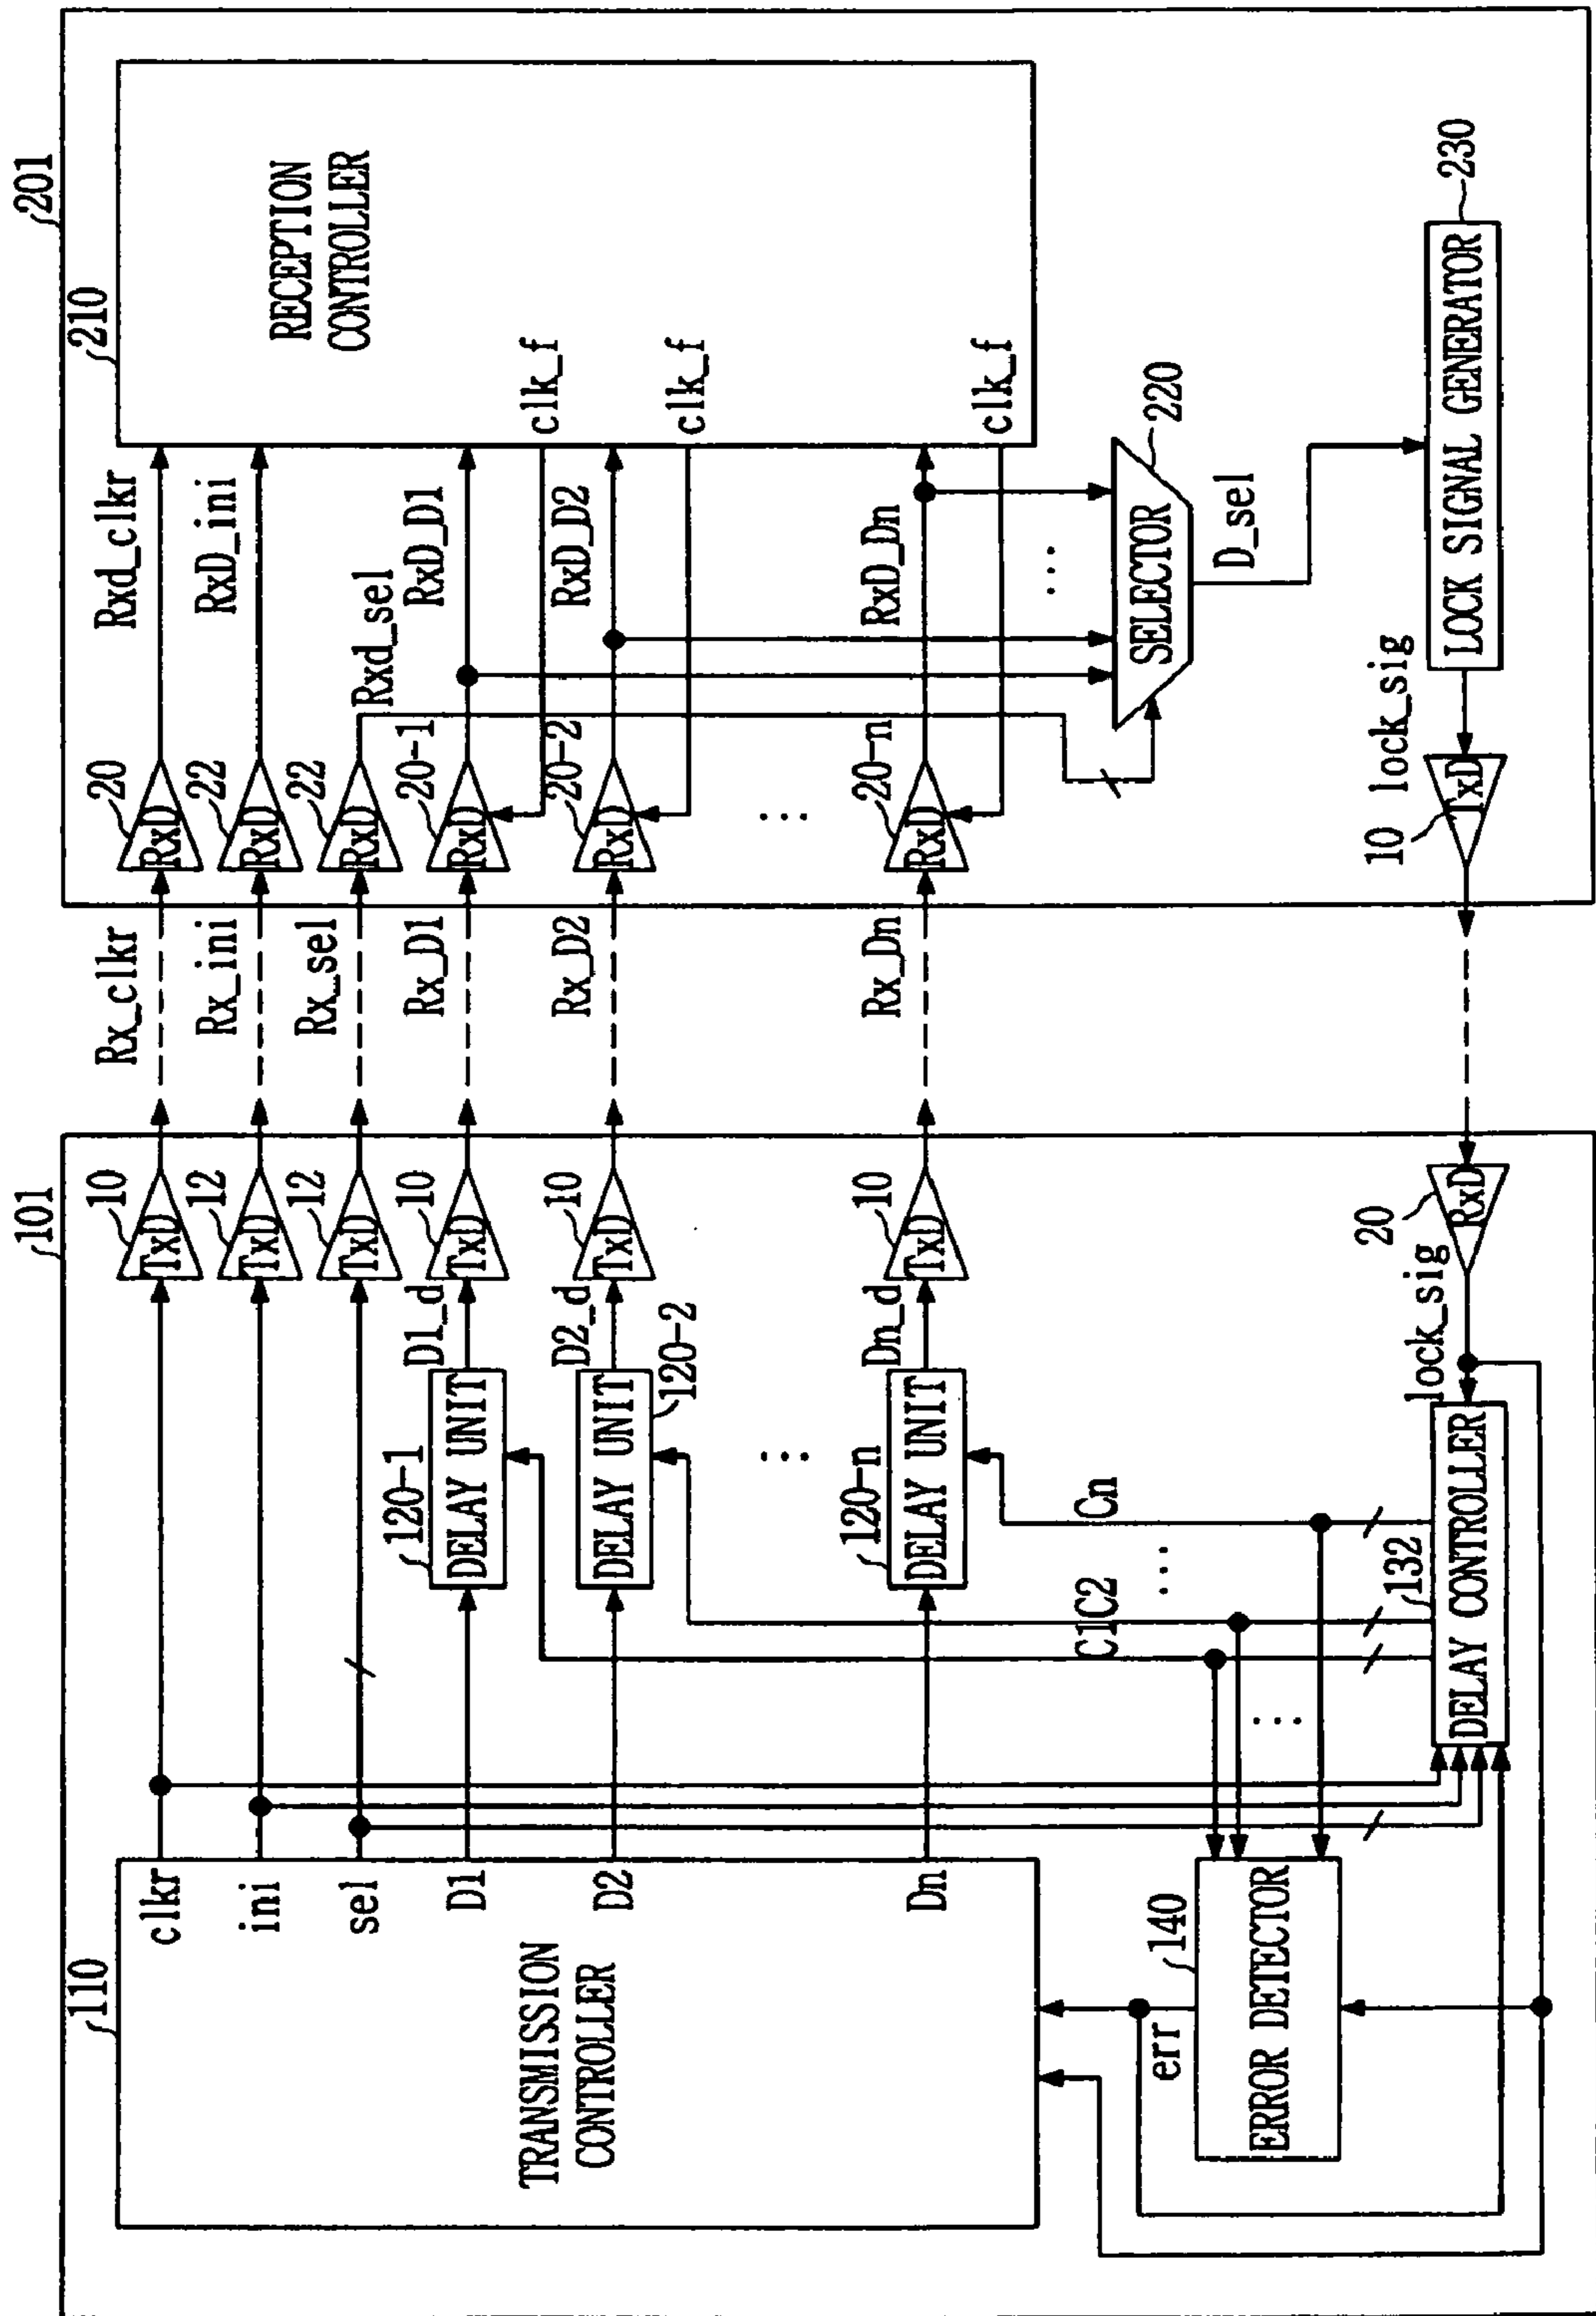 101
110
TRANSMISSION
CONTROLLER
clkr
ini
sel
D1
D2
Dn
10
TxD
12
TxD
12
TxD
10
TxD
10
TxD
10
TxD
120-1
DELAY UNIT
D1_d
DELAY UNIT
D2_d
120-2
...
120-n
DELAY UNIT
Dn_d
C1
C2
...
Cn
...
140
ERROR DETECTOR
err
132
DELAY CONTROLLER
lock_sig
20
RxD
Rx_clkr
Rx_ini
Rx_sel
Rx_D1
Rx_D2
Rx_Dn
201
20
RxD
22
RxD
22
RxD
20-1
RxD
20-2
RxD
...
20-n
RxD
Rxd_clkr
RxD_ini
Rxd_sel
RxD_D1
RxD_D2
RxD_Dn
210
RECEPTION
CONTROLLER
clk_f
clk_f
clk_f
...
SELECTOR
220
D_sel
LOCK SIGNAL GENERATOR
230
lock_sig
10
TxD